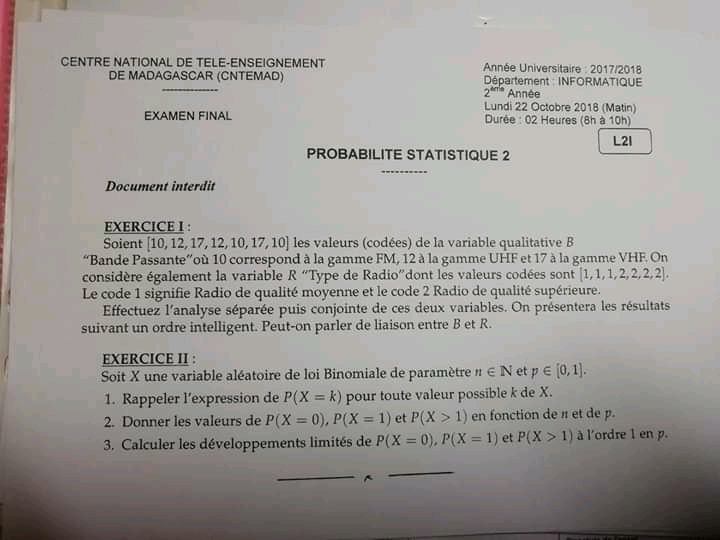 CENTRE NATIONAL DE TELE-ENSEIGNEMENT
DE MADAGASCAR (CNTEMAD)
--------------
EXAMEN FINAL
Année Universitaire : 2017/2018
Département : INFORMATIQUE
2ème Année
Lundi 22 Octobre 2018 (Matin)
Durée : 02 Heures (8h à 10h)
L2I
PROBABILITE STATISTIQUE 2
----------
Document interdit
EXERCICE I :
Soient [10, 12, 17, 12, 10, 17, 10] les valeurs (codées) de la variable qualitative B
“Bande Passante”où 10 correspond à la gamme FM, 12 à la gamme UHF et 17 à la gamme VHF. On
considère également la variable R “Type de Radio”dont les valeurs codées sont [1, 1, 1, 2, 2, 2, 2].
Le code 1 signifie Radio de qualité moyenne et le code 2 Radio de qualité supérieure.
Effectuez l'analyse séparée puis conjointe de ces deux variables. On présentera les résultats
suivant un ordre intelligent. Peut-on parler de liaison entre B et R.
EXERCICE II :
Soit X une variable aléatoire de loi Binomiale de paramètre n ∈ ℕ et p ∈ [0, 1].
1. Rappeler l'expression de P(X = k) pour toute valeur possible k de X.
2. Donner les valeurs de P(X = 0), P(X = 1) et P(X > 1) en fonction de n et de p.
3. Calculer les développements limités de P(X = 0), P(X = 1) et P(X > 1) à l'ordre 1 en p.